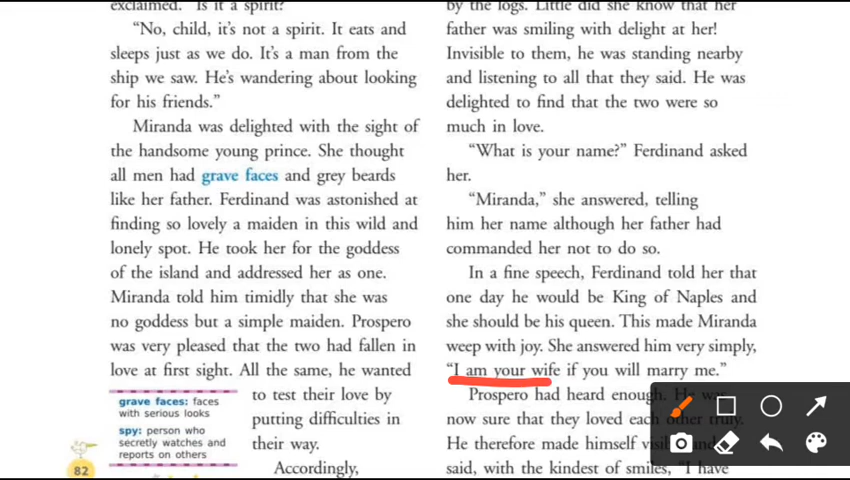 exclaimed. "Is it a spirit?
"No, child, it's not a spirit. It eats and
sleeps just as we do. It's a man from the
ship we saw. He's wandering about looking
for his friends."
Miranda was delighted with the sight of
the handsome young prince. She thought
all men had grave faces and grey beards
like her father. Ferdinand was astonished at
finding so lovely a maiden in this wild and
lonely spot. He took her for the goddess
of the island and addressed her as one.
Miranda told him timidly that she was
no goddess but a simple maiden. Prospero
was very pleased that the two had fallen in
love at first sight. All the same, he wanted
to test their love by
putting difficulties in
their way.
Accordingly,
grave faces: faces
with serious looks
spy: person who
secretly watches and
reports on others
82
by the logs. Little did she know that her
father was smiling with delight at her!
Invisible to them, he was standing nearby
and listening to all that they said. He was
delighted to find that the two were so
much in love.
"What is your name?" Ferdinand asked
her.
"Miranda," she answered, telling
him her name although her father had
commanded her not to do so.
In a fine speech, Ferdinand told her that
one day he would be King of Naples and
she should be his queen. This made Miranda
weep with joy. She answered him very simply,
"I am your wife if you will marry me."
Prospero had heard enough. He was
now sure that they loved each other truly.
He therefore made himself visible and
said, with the kindest of smiles, "I have